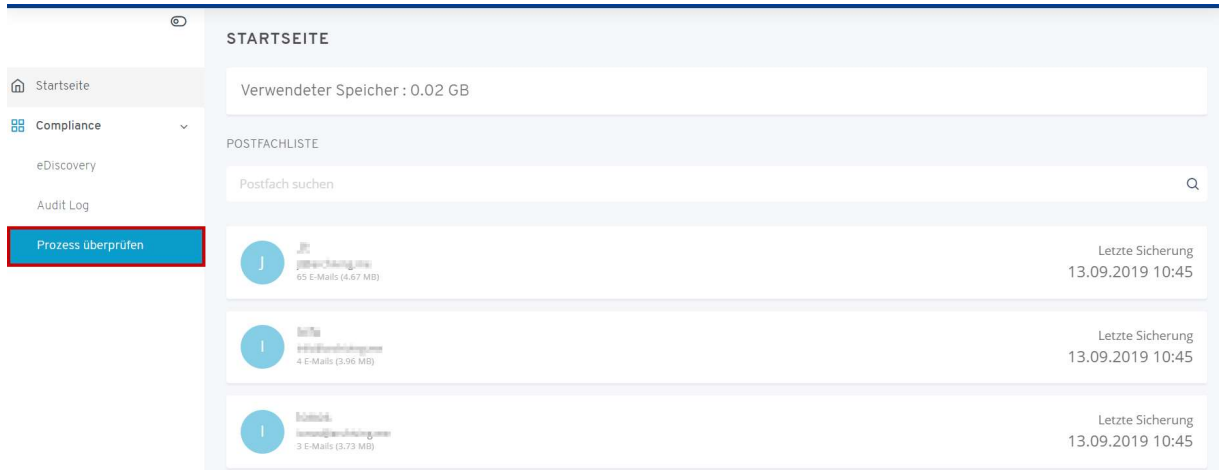 STARTSEITE
Startseite
Compliance
eDiscovery
Audit Log
Prozess überprüfen
Verwendeter Speicher : 0.02 GB
POSTFACHLISTE
Postfach suchen
J
65 E-Mails (4.67 MB)
Letzte Sicherung
13.09.2019 10:45
I
4 E-Mails (3.96 MB)
Letzte Sicherung
13.09.2019 10:45
I
3 E-Mails (3.73 MB)
Letzte Sicherung
13.09.2019 10:45